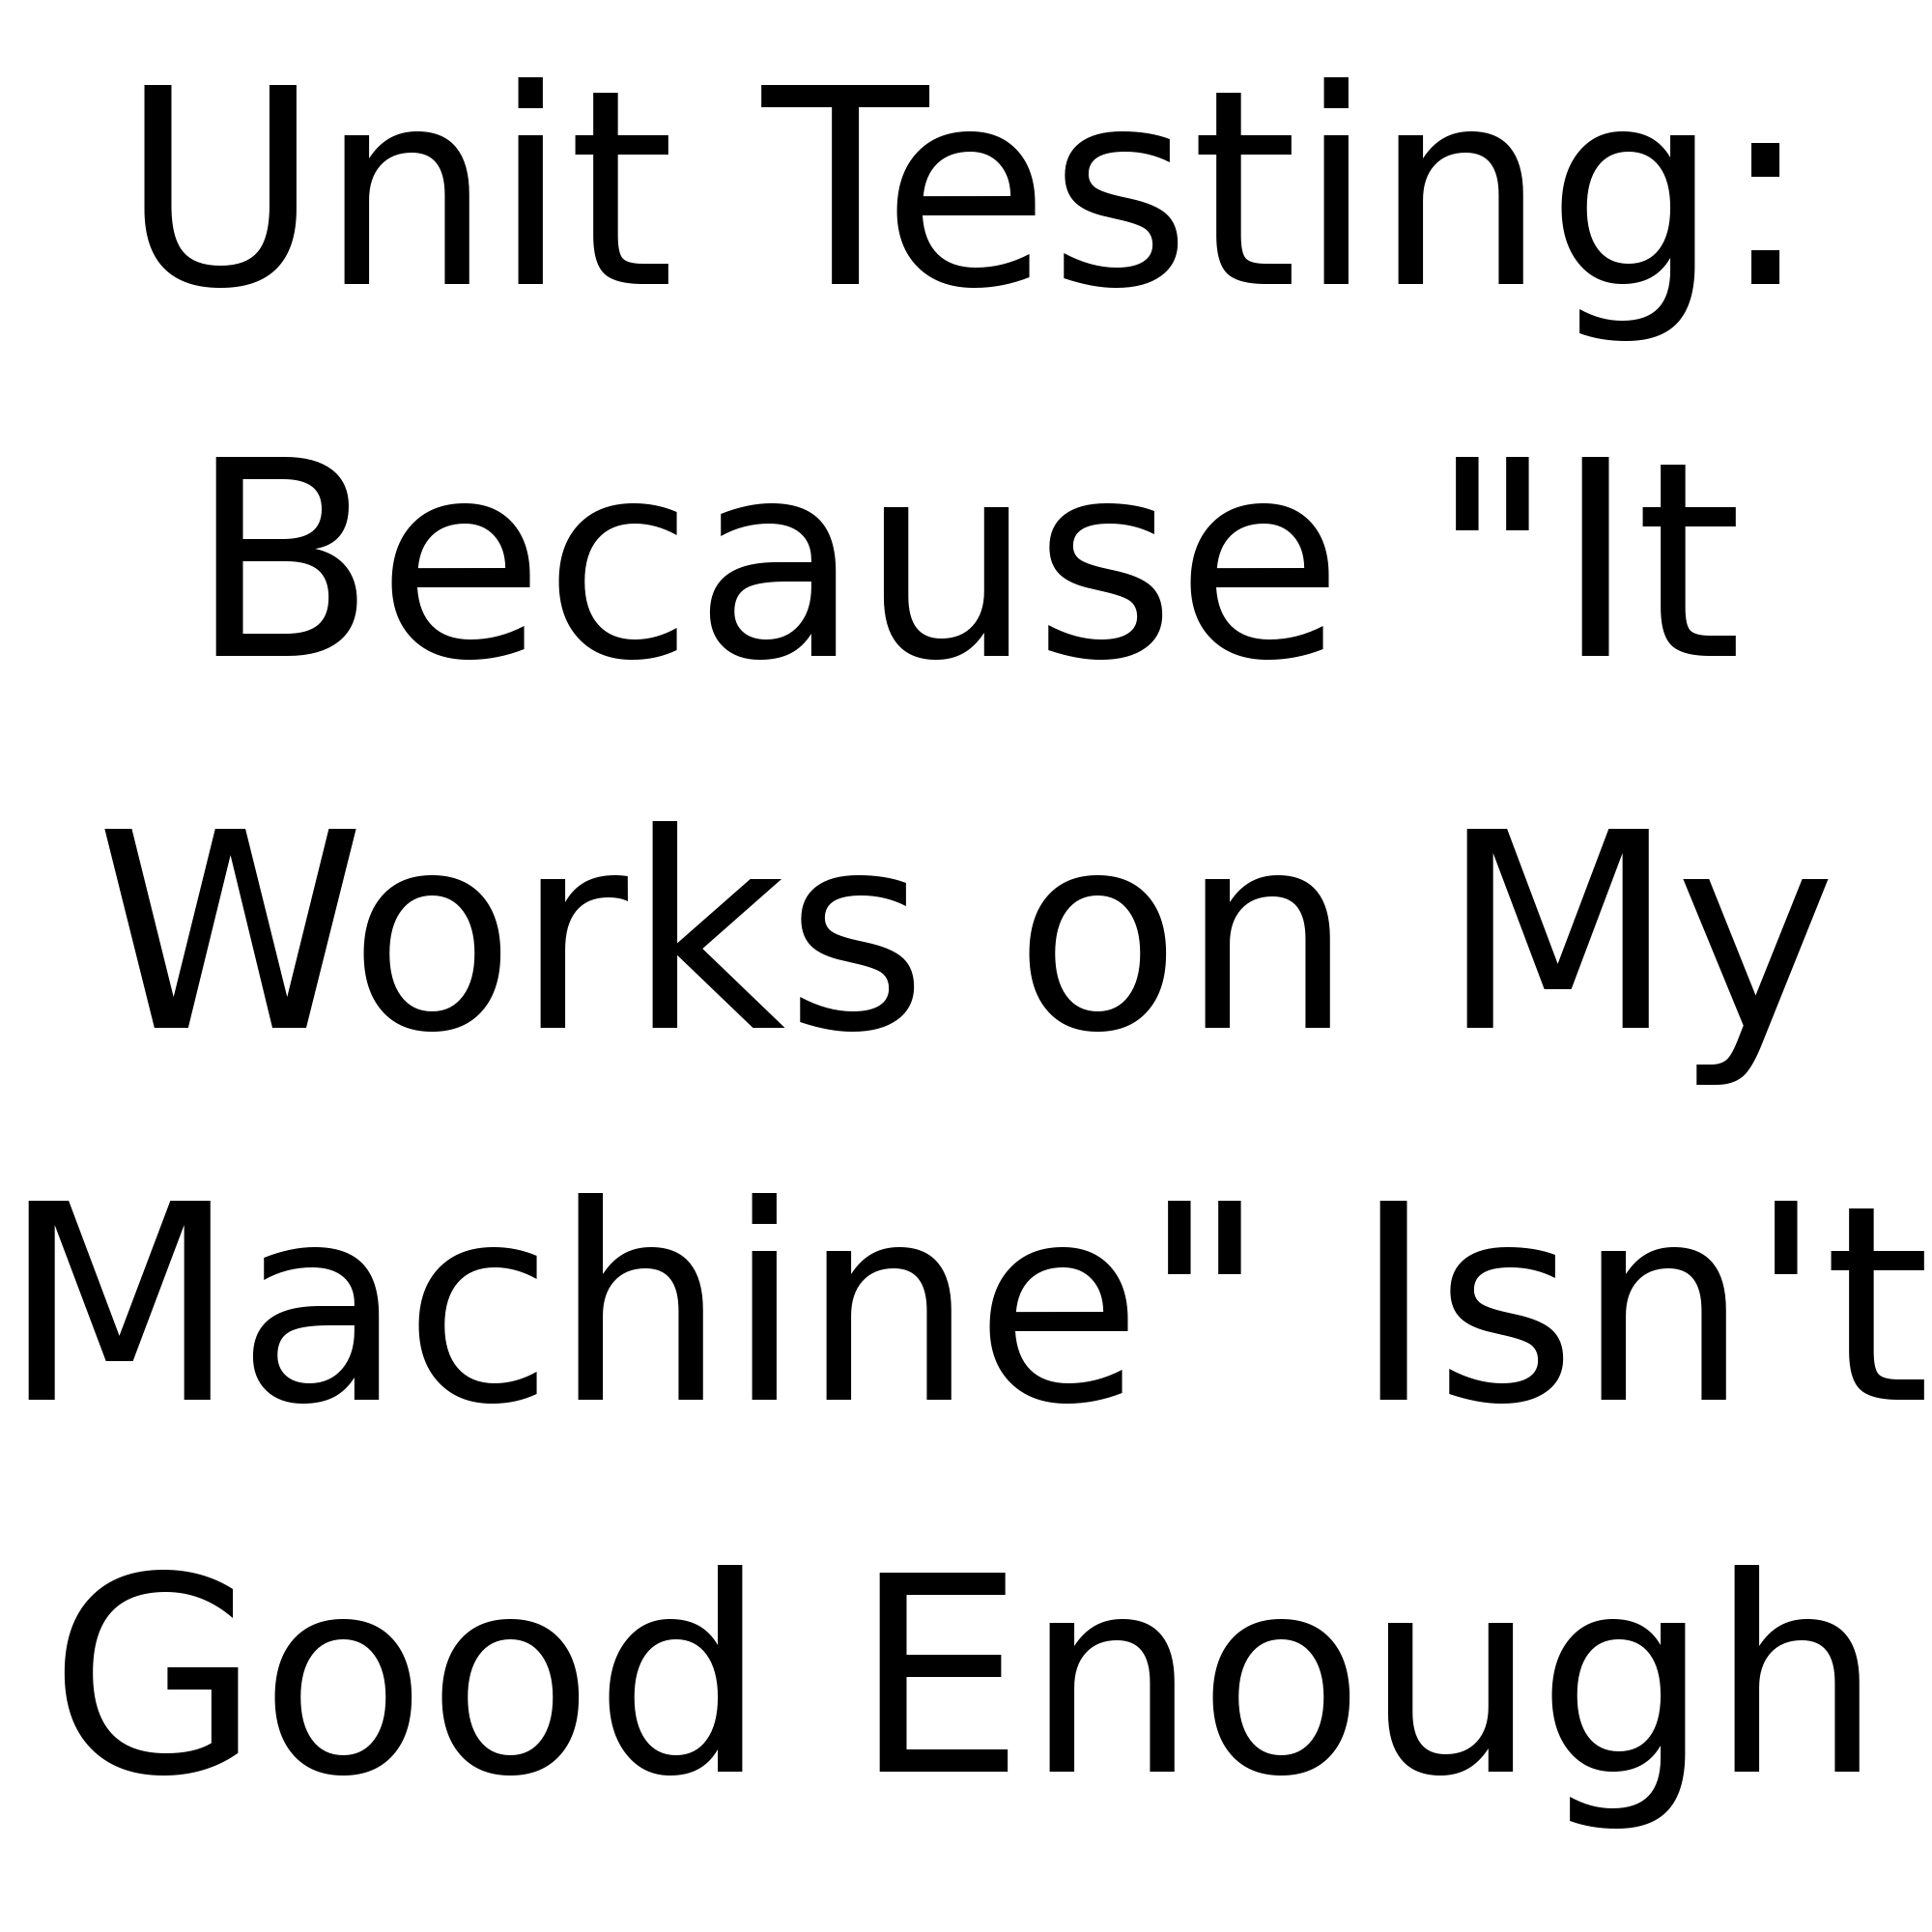 Unit Testing:
Because "It
Works on My
Machine" Isn't
Good Enough